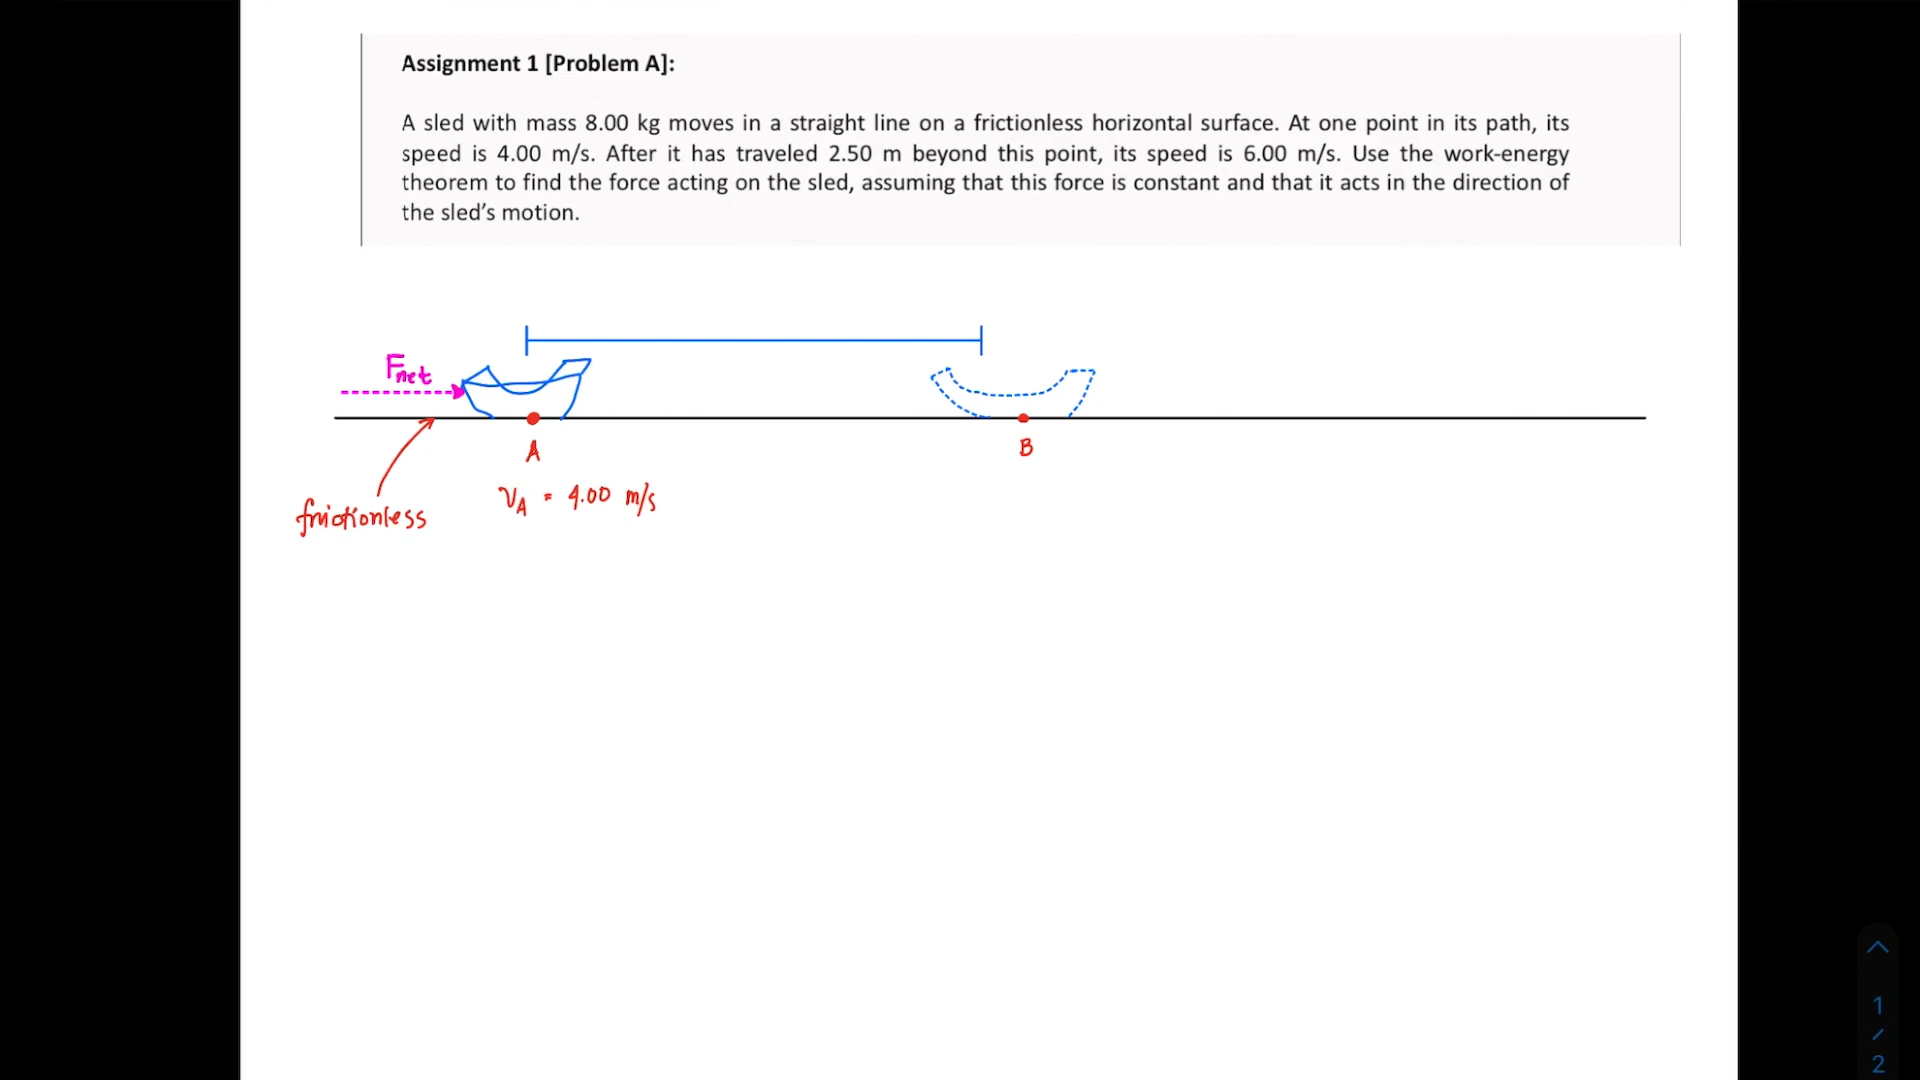 Assignment 1 [Problem A]:
A sled with mass 8.00 kg moves in a straight line on a frictionless horizontal surface. At one point in its path, its
speed is 4.00 m/s. After it has traveled 2.50 m beyond this point, its speed is 6.00 m/s. Use the work-energy
theorem to find the force acting on the sled, assuming that this force is constant and that it acts in the direction of
the sled’s motion.
Fnet
A
B
frictionless
vA = 4.00 m/s
1
/
2